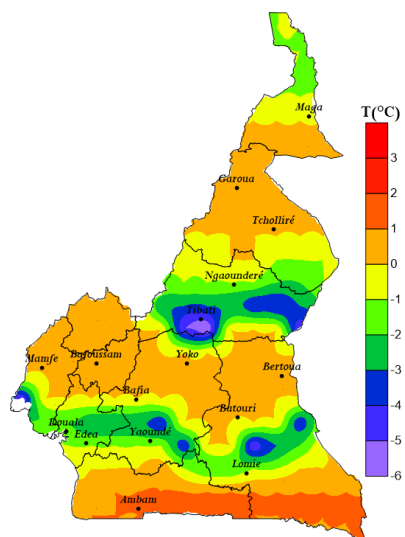 Maga
T(°C)
3
2
1
0
-1
-2
-3
-4
-5
-6
Garoua
Tcholliré
Ngaounderé
Tibati
Mamfe
Bafoussam
Yoko
Bertoua
Bafia
Batouri
Douala
Edea
Yaoundé
Lomie
Ambam